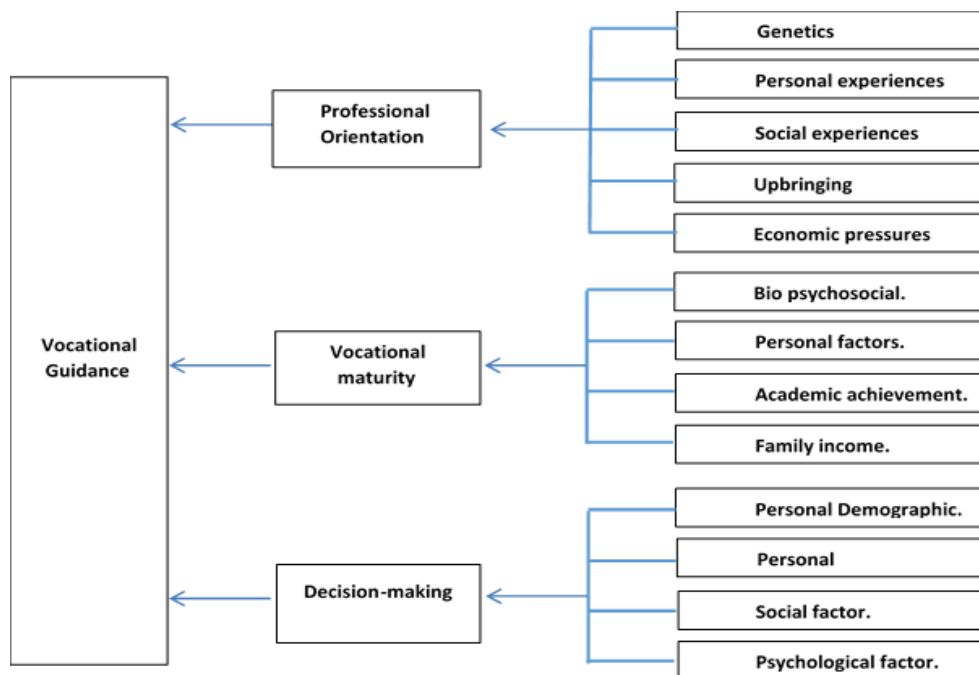 Genetics
Personal experiences
Professional
Orientation
Social experiences
Upbringing
Economic pressures
Bio psychosocial.
Vocational
Guidance
Vocational
maturity
Personal factors.
Academic achievement.
Family income.
Personal Demographic.
Personal
Decision-making
Social factor.
Psychological factor.